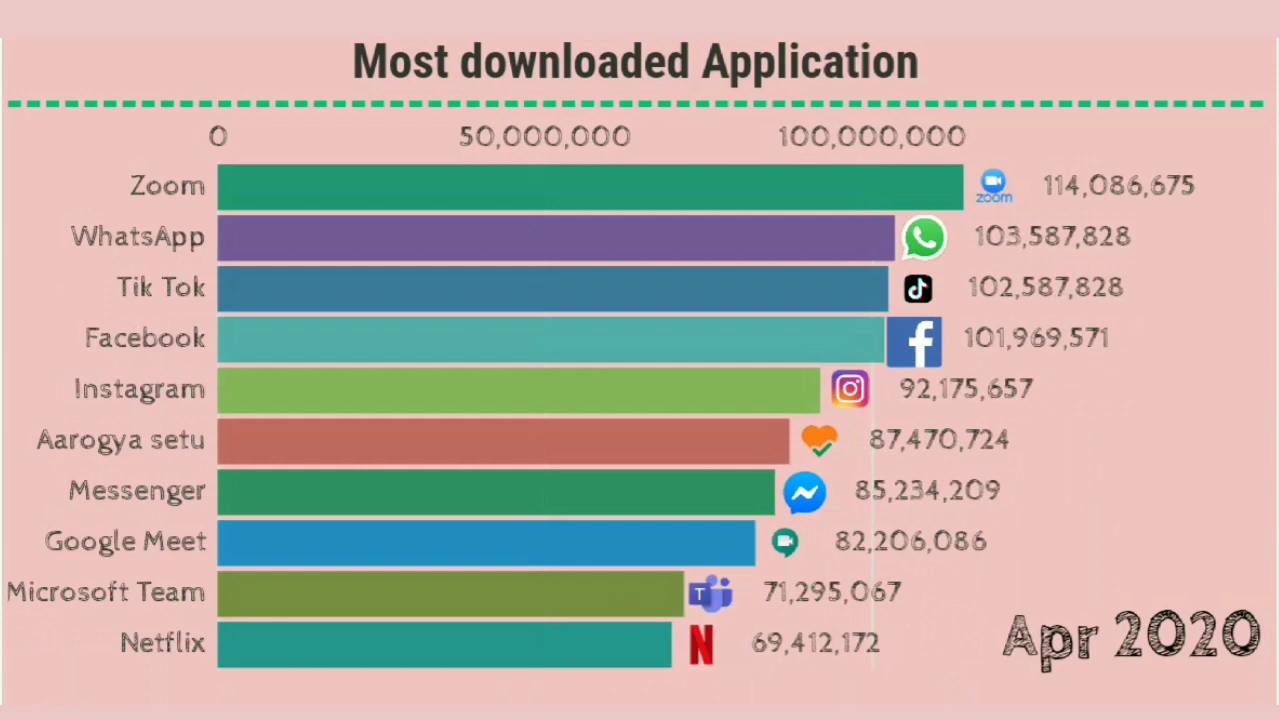 Most downloaded Application
0 50,000,000 100,000,000
Zoom zoom 114,086,675
WhatsApp 103,587,828
Tik Tok 102,587,828
Facebook f 101,969,571
Instagram 92,175,657
Aarogya setu 87,470,724
Messenger 85,234,209
Google Meet 82,206,086
Microsoft Team T 71,295,067
Netflix N 69,412,172
Apr 2020